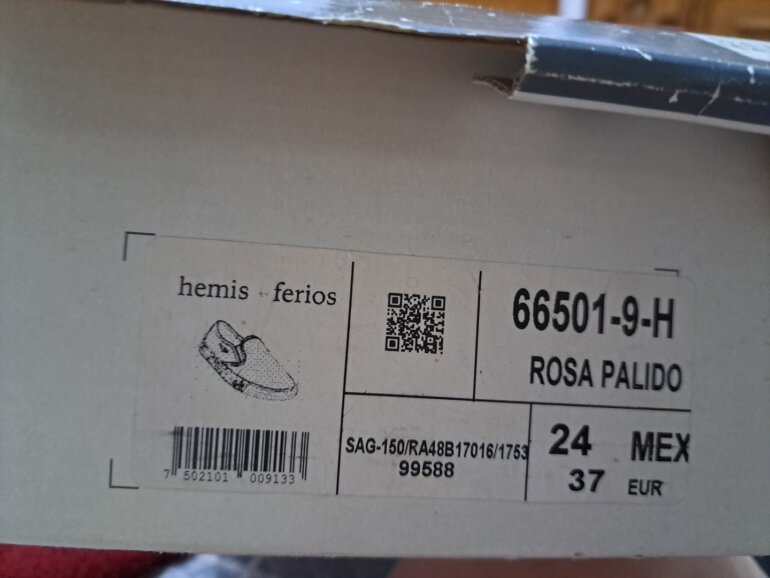 hemis - ferios
66501-9-H
ROSA PALIDO
SAG-150/RA48B17016/1753
99588
24 MEX
37 EUR
7 502101 009133